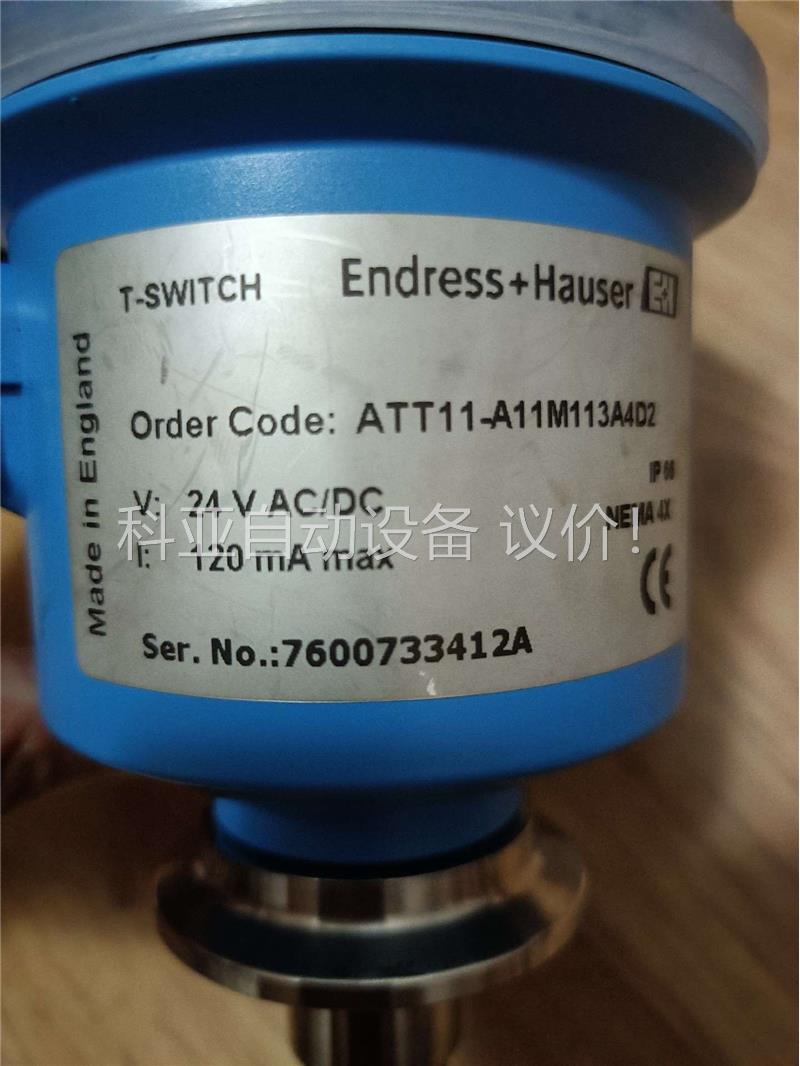 T-SWITCH Endress+Hauser E+H
Made in England
Order Code: ATT11-A11M113A4D2
IP 66
V: 24 V AC/DC
NEMA 4X
I: 120 mA max
CE
Ser. No.:7600733412A
科亚自动设备 议价!